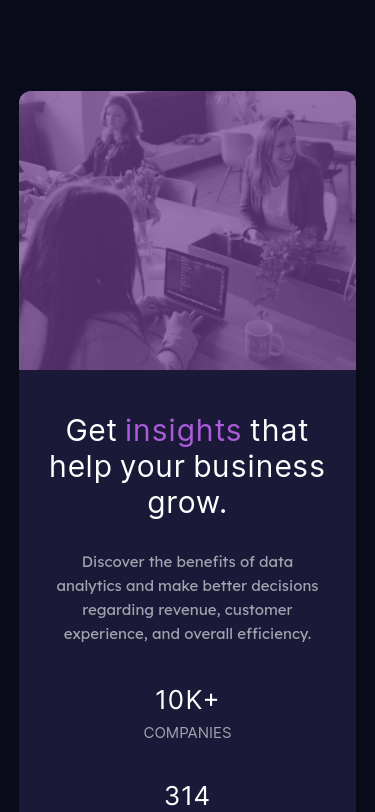 Get insights that
help your business
grow.
Discover the benefits of data
analytics and make better decisions
regarding revenue, customer
experience, and overall efficiency.
10K+
COMPANIES
314